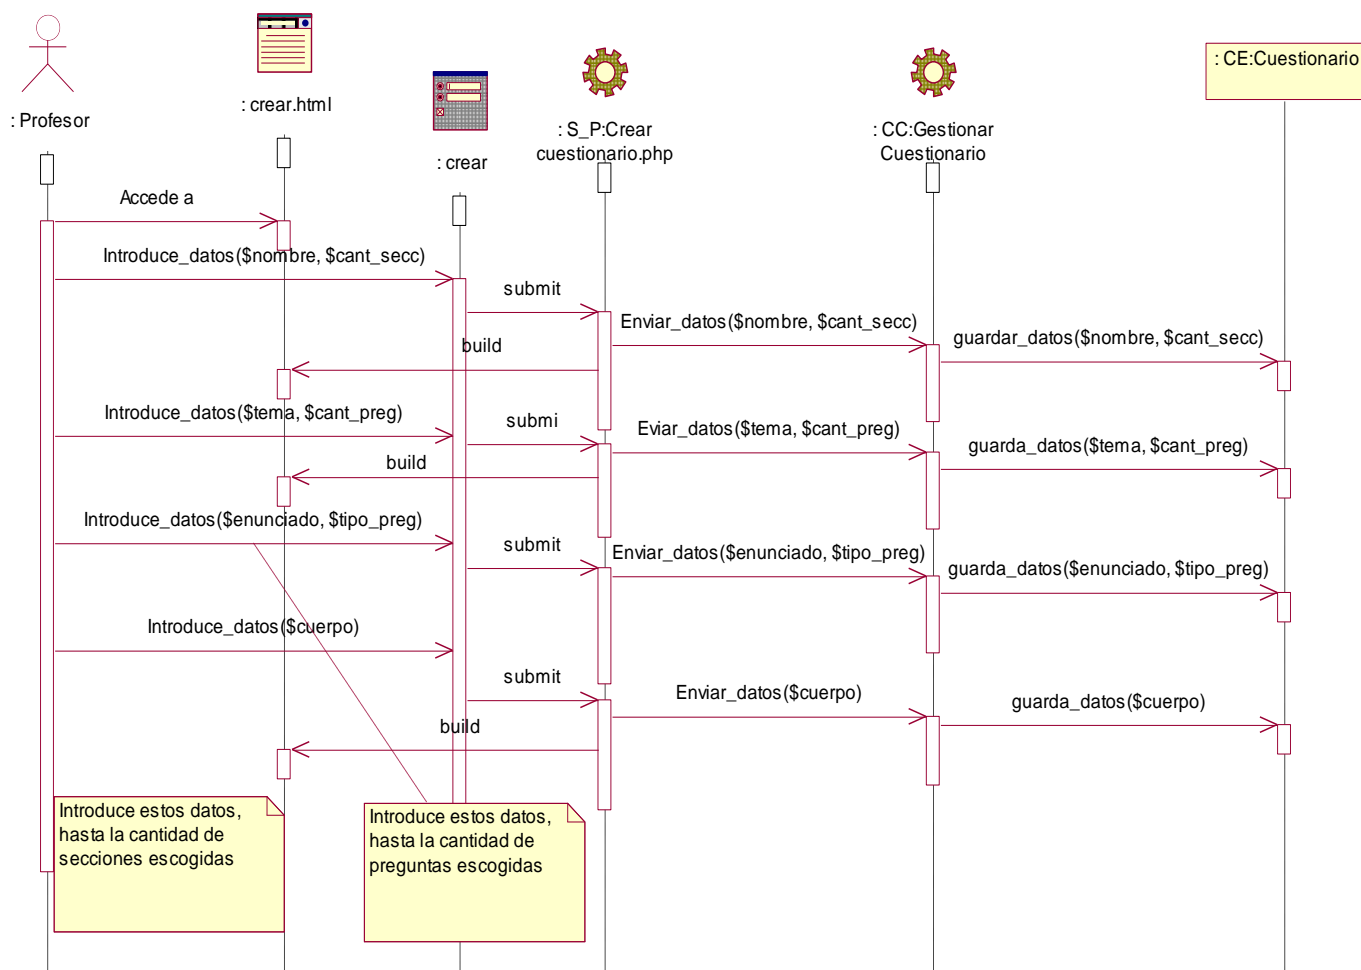 : Profesor
: crear.html
: crear
: S_P:Crear
cuestionario.php
: CC:Gestionar
Cuestionario
: CE:Cuestionario
Accede a
Introduce_datos($nombre, $cant_secc)
submit
Enviar_datos($nombre, $cant_secc)
guardar_datos($nombre, $cant_secc)
build
Introduce_datos($tema, $cant_preg)
submi
Eviar_datos($tema, $cant_preg)
guarda_datos($tema, $cant_preg)
build
Introduce_datos($enunciado, $tipo_preg)
submit
Enviar_datos($enunciado, $tipo_preg)
guarda_datos($enunciado, $tipo_preg)
Introduce_datos($cuerpo)
submit
Enviar_datos($cuerpo)
guarda_datos($cuerpo)
build
Introduce estos datos,
hasta la cantidad de
secciones escogidas
Introduce estos datos,
hasta la cantidad de
preguntas escogidas